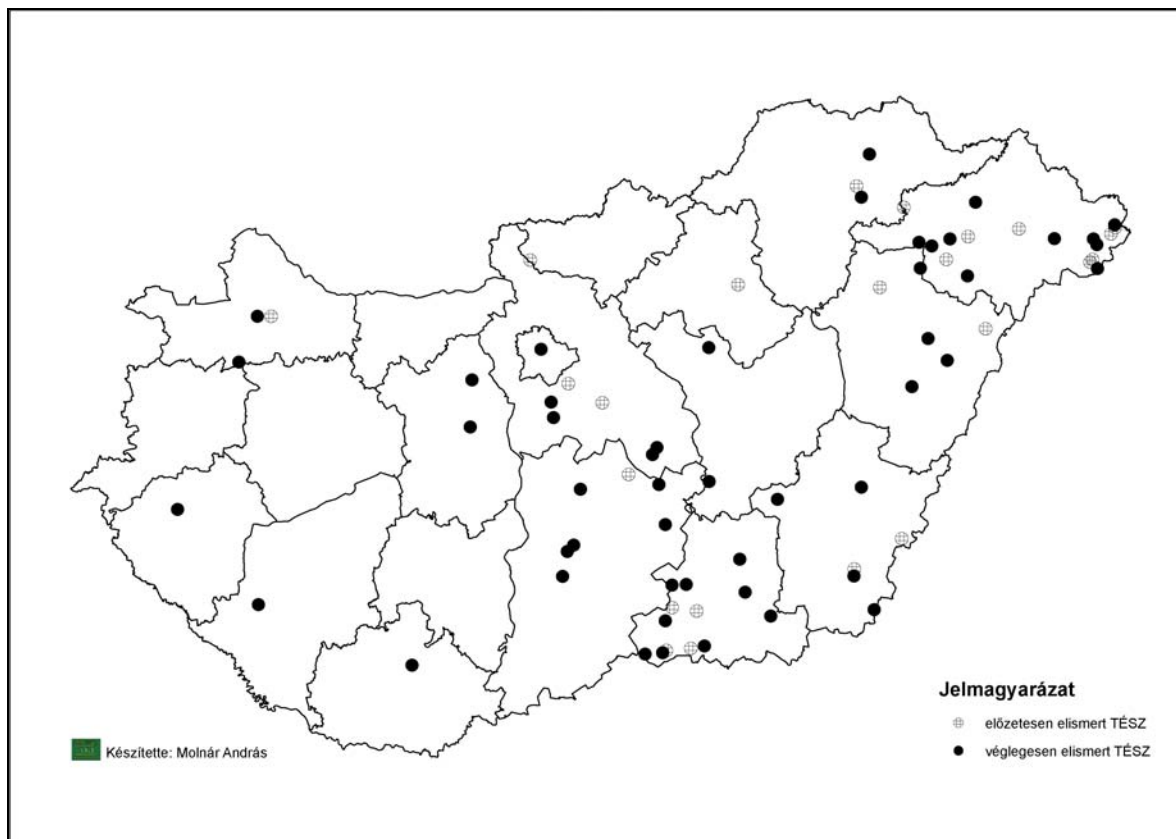 Jelmagyarázat
előzetesen elismert TÉSZ
véglegesen elismert TÉSZ
Készítette: Molnár András